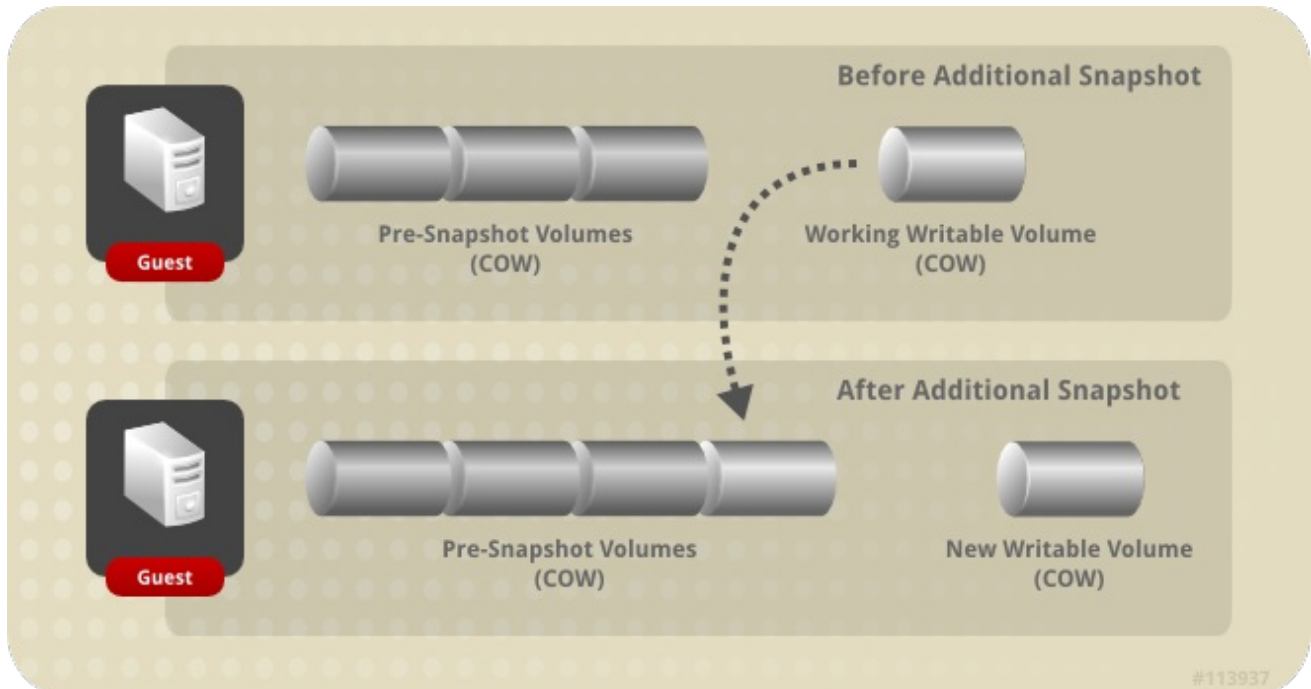 Before Additional Snapshot
Guest
Pre-Snapshot Volumes
(COW)
Working Writable Volume
(COW)
After Additional Snapshot
Guest
Pre-Snapshot Volumes
(COW)
New Writable Volume
(COW)
#113937